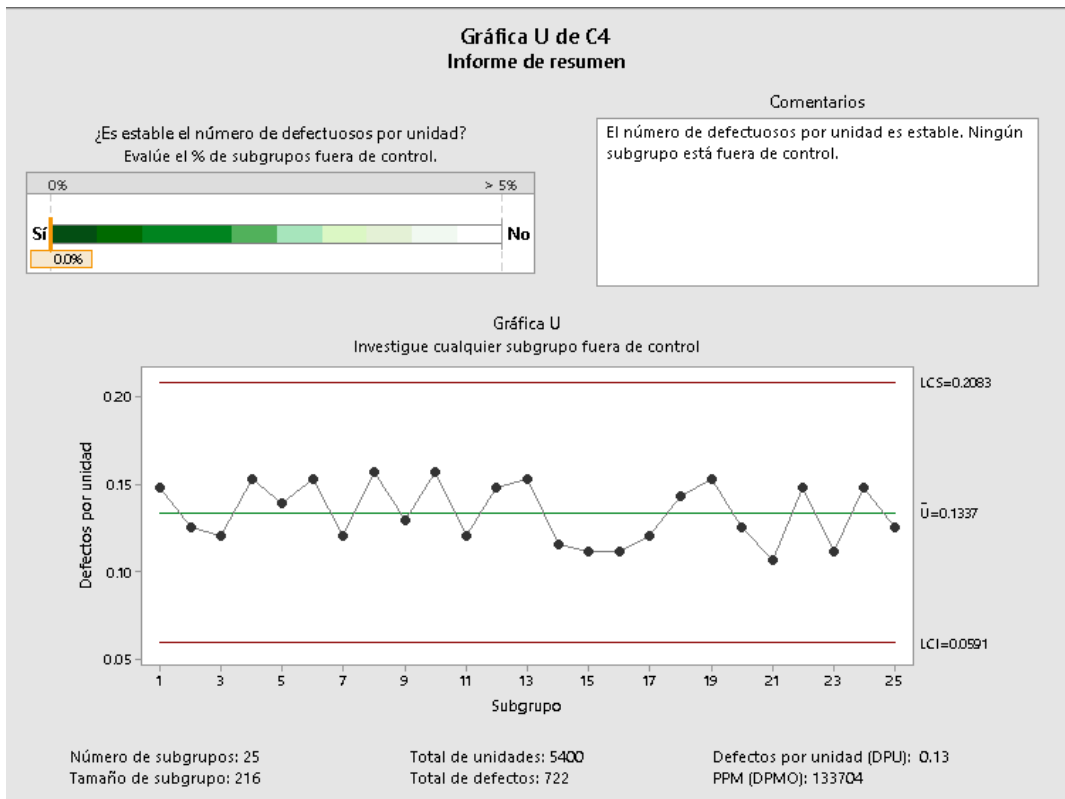 Gráfica U de C4
Informe de resumen
¿Es estable el número de defectuosos por unidad?
Evalúe el % de subgrupos fuera de control.
0%
> 5%
Sí
No
0.0%
Comentarios
El número de defectuosos por unidad es estable. Ningún
subgrupo está fuera de control.
Gráfica U
Investigue cualquier subgrupo fuera de control
Defectos por unidad
0.20
0.15
0.10
0.05
LCS=0.2083
U̅=0.1337
LCI=0.0591
1 3 5 7 9 11 13 15 17 19 21 23 25
Subgrupo
Número de subgrupos: 25
Tamaño de subgrupo: 216
Total de unidades: 5400
Total de defectos: 722
Defectos por unidad (DPU): 0.13
PPM (DPMO): 133704